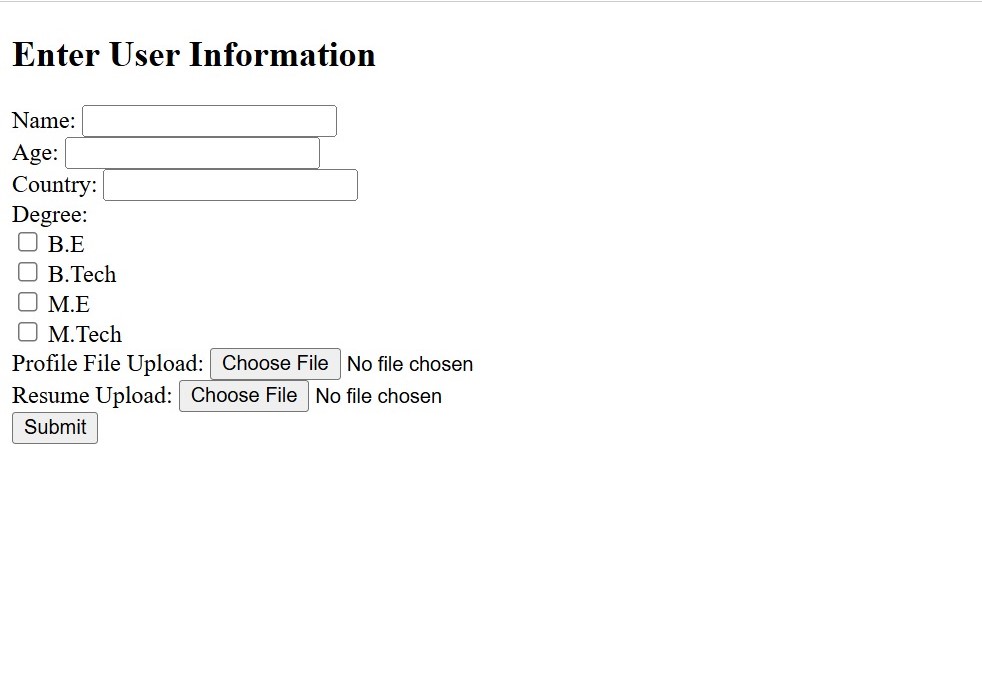 Enter User Information
Name:
Age:
Country:
Degree:
B.E
B.Tech
M.E
M.Tech
Profile File Upload: Choose File No file chosen
Resume Upload: Choose File No file chosen
Submit